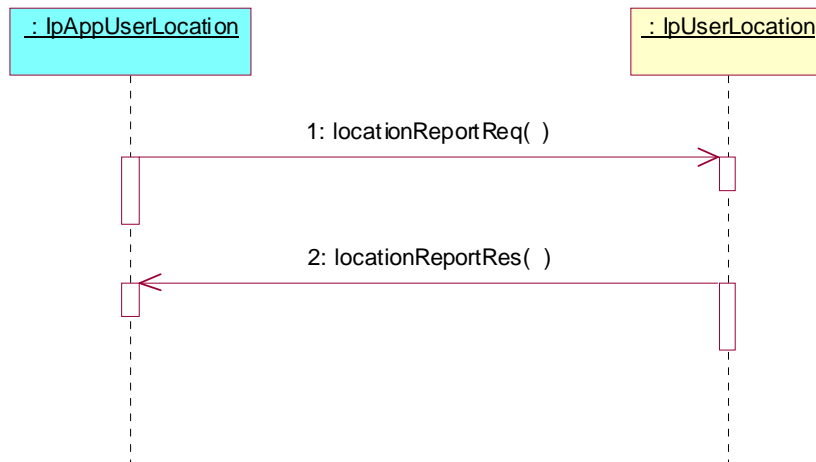 : IpAppUserLocation
: IpUserLocation
1: locationReportReq( )
2: locationReportRes( )